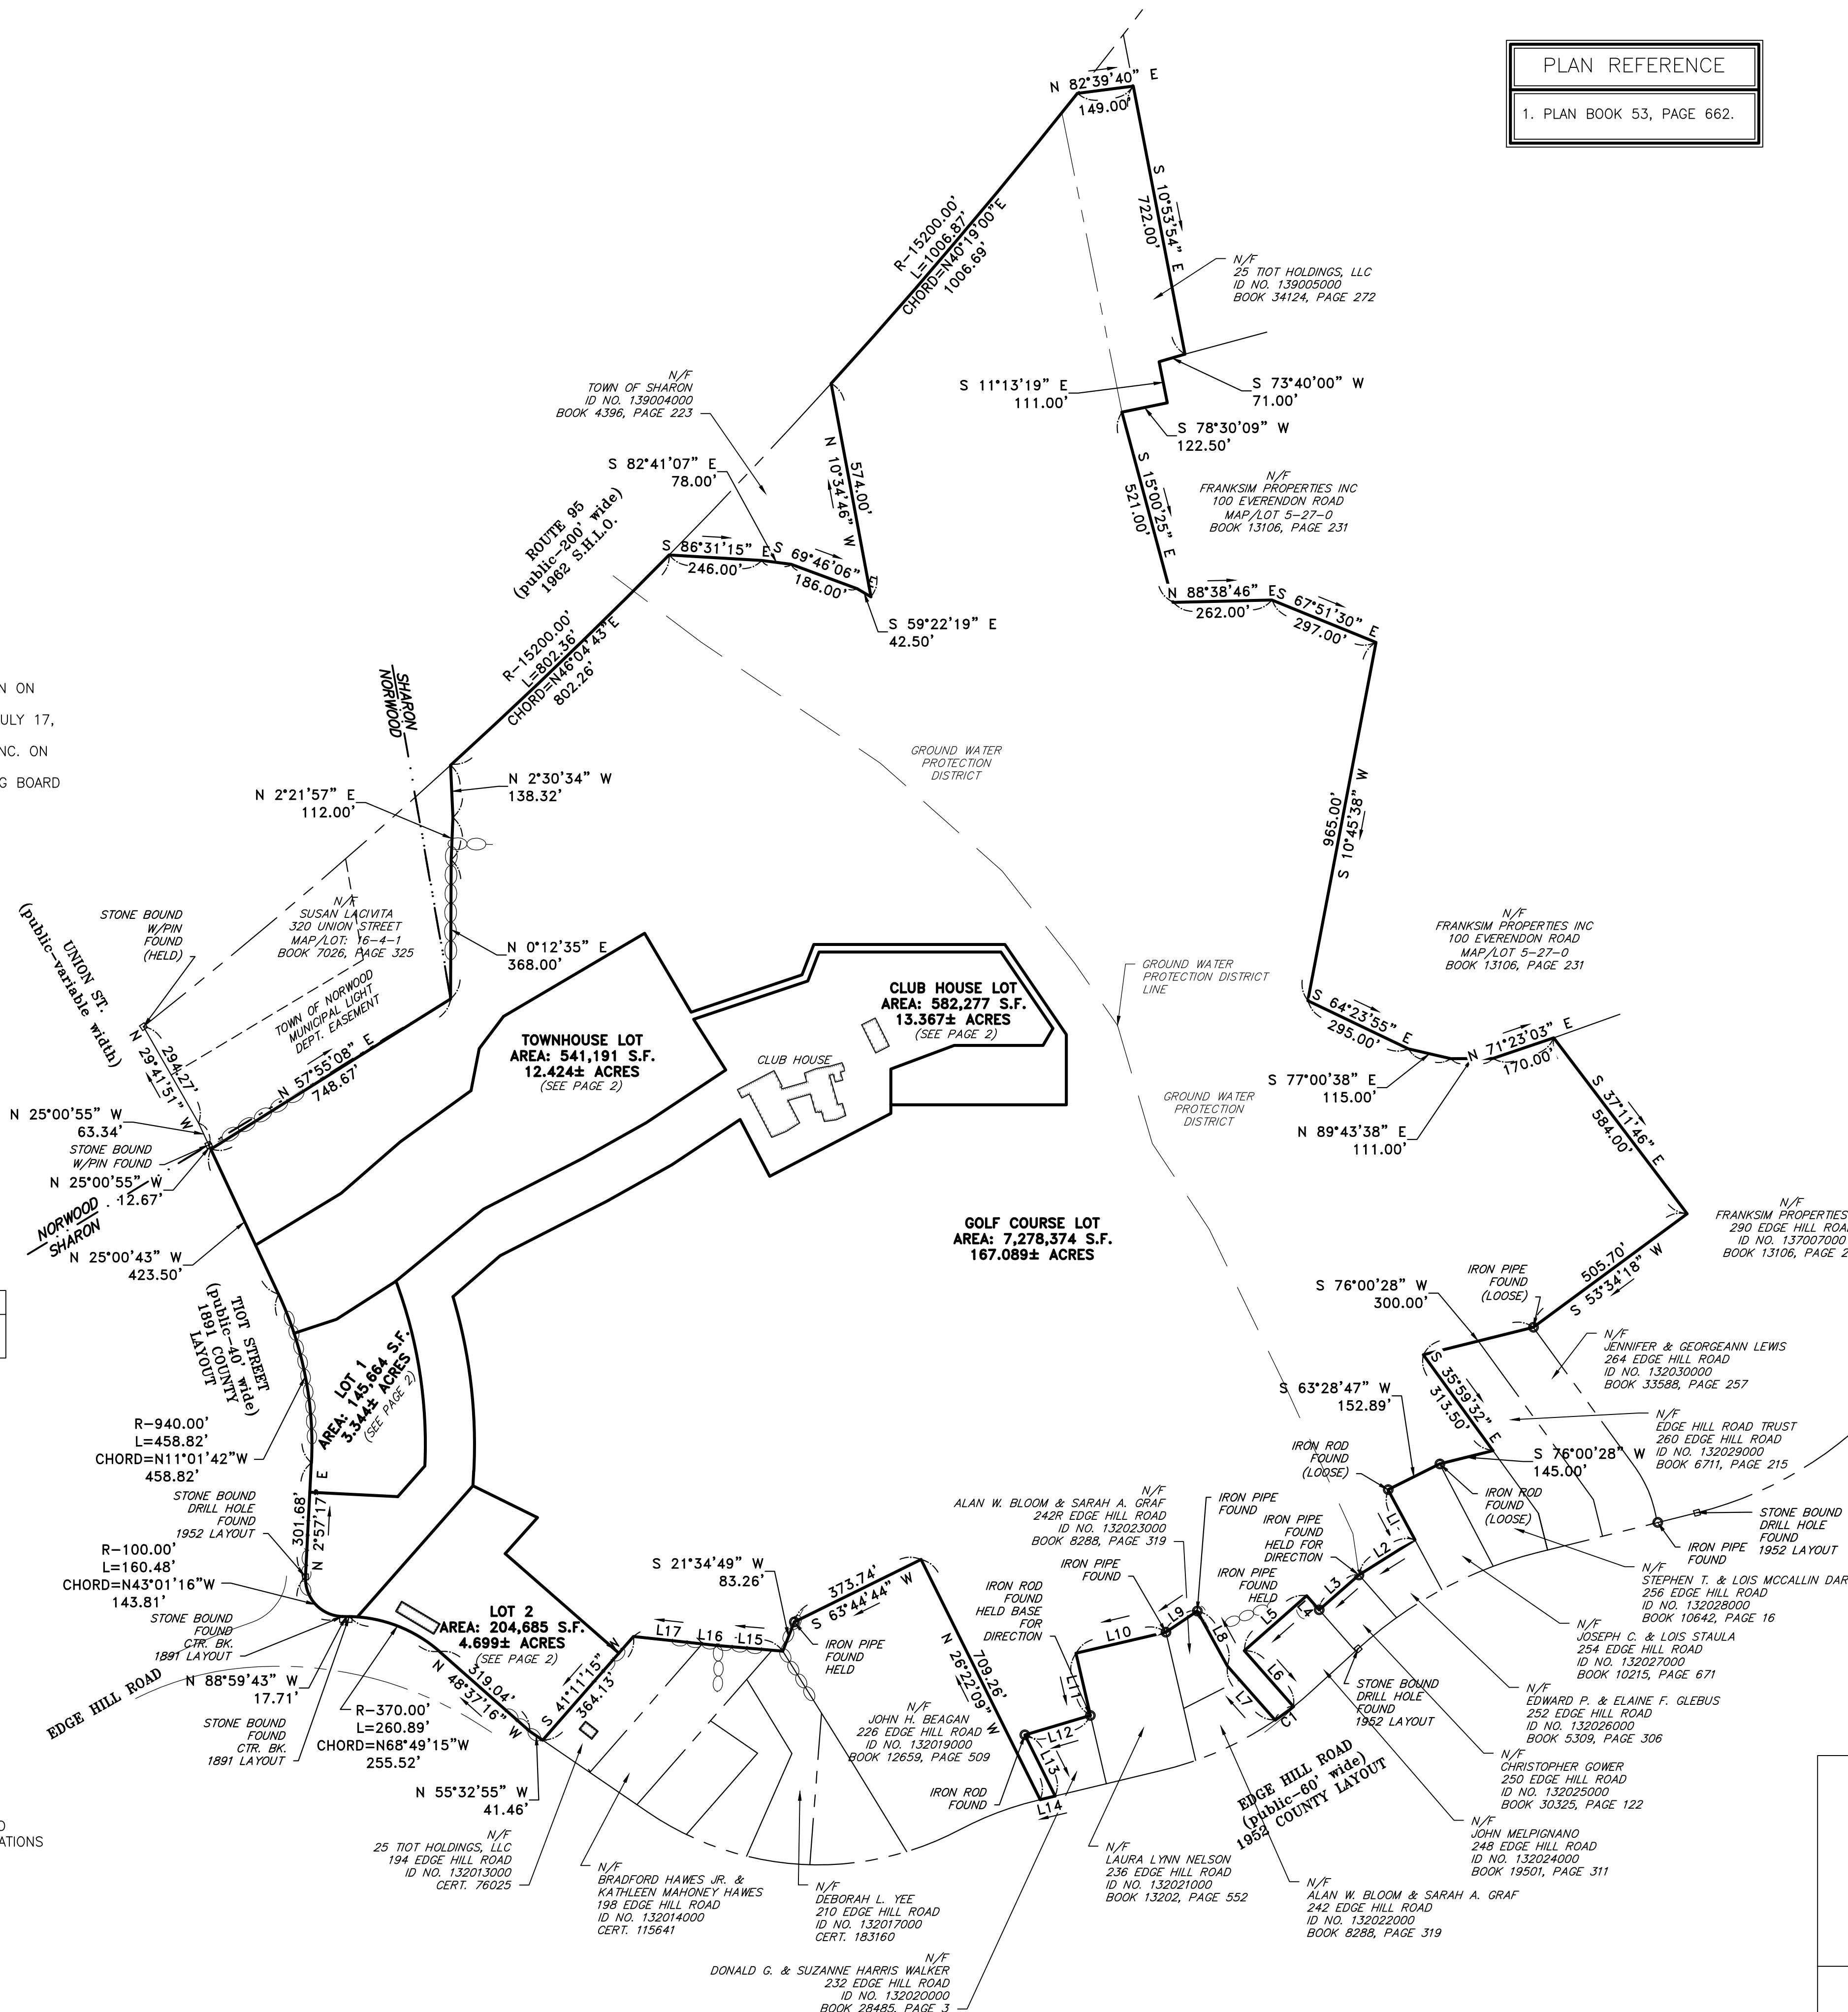 PLAN REFERENCE
1. PLAN BOOK 53, PAGE 662.
N 82°39'40" E
149.00'
S 10°53'54" E
722.00'
R-15200.00'
L=1006.87'
CHORD=N40°19'00"E
1006.69'
N/F
25 TIOT HOLDINGS, LLC
ID NO. 139005000
BOOK 34124, PAGE 272
S 11°13'19" E
111.00'
S 73°40'00" W
71.00'
S 78°30'09" W
122.50'
N/F
TOWN OF SHARON
ID NO. 139004000
BOOK 4396, PAGE 223
N 10°34'46" W
574.00'
S 82°41'07" E
78.00'
S 15°00'25" E
521.00'
N/F
FRANKSIM PROPERTIES INC
100 EVERENDON ROAD
MAP/LOT 5-27-0
BOOK 13106, PAGE 231
ROUTE 95
(public-200' wide)
1962 S.H.L.O.
S 86°31'15" E
246.00'
S 69°46'06" E
186.00'
S 59°22'19" E
42.50'
N 88°38'46" E
262.00'
S 67°51'30" E
297.00'
R-15200.00'
L=802.36'
CHORD=N46°04'43"E
802.26'
N ON
ULY 17,
NC. ON
G BOARD
SHARON
NORWOOD
GROUND WATER
PROTECTION
DISTRICT
N 2°30'34" W
138.32'
N 2°21'57" E
112.00'
965.00'
S 10°45'38" W
STONE BOUND
W/PIN
FOUND
(HELD)
N/F
SUSAN LACIVITA
320 UNION STREET
MAP/LOT: 16-4-1
BOOK 7026, PAGE 325
N 0°12'35" E
368.00'
UNION ST.
(public-variable width)
TOWN OF NORWOOD
MUNICIPAL LIGHT
DEPT. EASEMENT
N/F
FRANKSIM PROPERTIES INC
100 EVERENDON ROAD
MAP/LOT 5-27-0
BOOK 13106, PAGE 231
GROUND WATER
PROTECTION DISTRICT
LINE
CLUB HOUSE LOT
AREA: 582,277 S.F.
13.367± ACRES
(SEE PAGE 2)
TOWNHOUSE LOT
AREA: 541,191 S.F.
12.424± ACRES
(SEE PAGE 2)
CLUB HOUSE
S 64°23'55" E
295.00'
N 71°23'03" E
170.00'
294.27'
N 29°41'51" W
N 57°55'08" E
748.67'
S 77°00'38" E
115.00'
N 89°43'38" E
111.00'
GROUND WATER
PROTECTION
DISTRICT
S 37°11'46" E
584.00'
N 25°00'55" W
63.34'
STONE BOUND
W/PIN FOUND
N 25°00'55" W
12.67'
NORWOOD
SHARON
N 25°00'43" W
423.50'
GOLF COURSE LOT
AREA: 7,278,374 S.F.
167.089± ACRES
N/F
FRANKSIM PROPERTIES
290 EDGE HILL ROAD
ID NO. 137007000
BOOK 13106, PAGE 2
505.70'
S 53°34'18" W
IRON PIPE
FOUND
(LOOSE)
S 76°00'28" W
300.00'
TIOT STREET
(public-40' wide)
1891 COUNTY
LAYOUT
LOT 1
AREA: 145,664 S.F.
3.344± ACRES
(SEE PAGE 2)
N/F
JENNIFER & GEORGEANN LEWIS
264 EDGE HILL ROAD
ID NO. 132030000
BOOK 33588, PAGE 257
S 35°59'32" E
313.50'
S 63°28'47" W
152.89'
N/F
EDGE HILL ROAD TRUST
260 EDGE HILL ROAD
ID NO. 132029000
BOOK 6711, PAGE 215
R-940.00'
L=458.82'
CHORD=N11°01'42"W
458.82'
IRON ROD
FOUND
(LOOSE)
S 76°00'28" W
145.00'
IRON ROD
FOUND
(LOOSE)
STONE BOUND
DRILL HOLE
FOUND
1952 LAYOUT
301.68'
N 2°57'17" E
N/F
ALAN W. BLOOM & SARAH A. GRAF
242R EDGE HILL ROAD
ID NO. 132023000
BOOK 8288, PAGE 319
IRON PIPE
FOUND
IRON PIPE
FOUND
HELD FOR
DIRECTION
L1
L2
L3
L4
STONE BOUND
DRILL HOLE
FOUND
1952 LAYOUT
IRON PIPE
FOUND
R-100.00'
L=160.48'
CHORD=N43°01'16"W
143.81'
S 21°34'49" W
83.26'
373.74'
S 63°44'44" W
IRON PIPE
FOUND
IRON PIPE
FOUND
HELD
IRON ROD
FOUND
HELD BASE
FOR
DIRECTION
N/F
STEPHEN T. & LOIS MCCALLIN DAR
256 EDGE HILL ROAD
ID NO. 132028000
BOOK 10642, PAGE 16
STONE BOUND
FOUND
CTR. BK.
1891 LAYOUT
LOT 2
AREA: 204,685 S.F.
4.699± ACRES
(SEE PAGE 2)
L17
L16
L15
IRON PIPE
FOUND
HELD
L5
L6
L7
L8
L9
L10
L11
L12
L13
L14
C1
N/F
JOSEPH C. & LOIS STAULA
254 EDGE HILL ROAD
ID NO. 132027000
BOOK 10215, PAGE 671
N 88°59'43" W
17.71'
EDGE HILL ROAD
319.04'
N 48°37'16" W
S 41°11'15" W
364.13'
709.26'
N 26°22'09" W
STONE BOUND
DRILL HOLE
FOUND
1952 LAYOUT
N/F
EDWARD P. & ELAINE F. GLEBUS
252 EDGE HILL ROAD
ID NO. 132026000
BOOK 5309, PAGE 306
STONE BOUND
FOUND
CTR. BK.
1891 LAYOUT
R-370.00'
L=260.89'
CHORD=N68°49'15"W
255.52'
N/F
JOHN H. BEAGAN
226 EDGE HILL ROAD
ID NO. 132019000
BOOK 12659, PAGE 509
N 55°32'55" W
41.46'
IRON ROD
FOUND
EDGE HILL ROAD
(public-60' wide)
1952 COUNTY LAYOUT
N/F
CHRISTOPHER GOWER
250 EDGE HILL ROAD
ID NO. 132025000
BOOK 30325, PAGE 122
N/F
JOHN MELPIGNANO
248 EDGE HILL ROAD
ID NO. 132024000
BOOK 19501, PAGE 311
ATIONS
N/F
25 TIOT HOLDINGS, LLC
194 EDGE HILL ROAD
ID NO. 132013000
CERT. 76025
N/F
BRADFORD HAWES JR. &
KATHLEEN MAHONEY HAWES
198 EDGE HILL ROAD
ID NO. 132014000
CERT. 115641
N/F
DEBORAH L. YEE
210 EDGE HILL ROAD
ID NO. 132017000
CERT. 183160
N/F
LAURA LYNN NELSON
236 EDGE HILL ROAD
ID NO. 132021000
BOOK 13202, PAGE 552
N/F
ALAN W. BLOOM & SARAH A. GRAF
242 EDGE HILL ROAD
ID NO. 132022000
BOOK 8288, PAGE 319
N/F
DONALD G. & SUZANNE HARRIS WALKER
232 EDGE HILL ROAD
ID NO. 132020000
BOOK 28485, PAGE 3